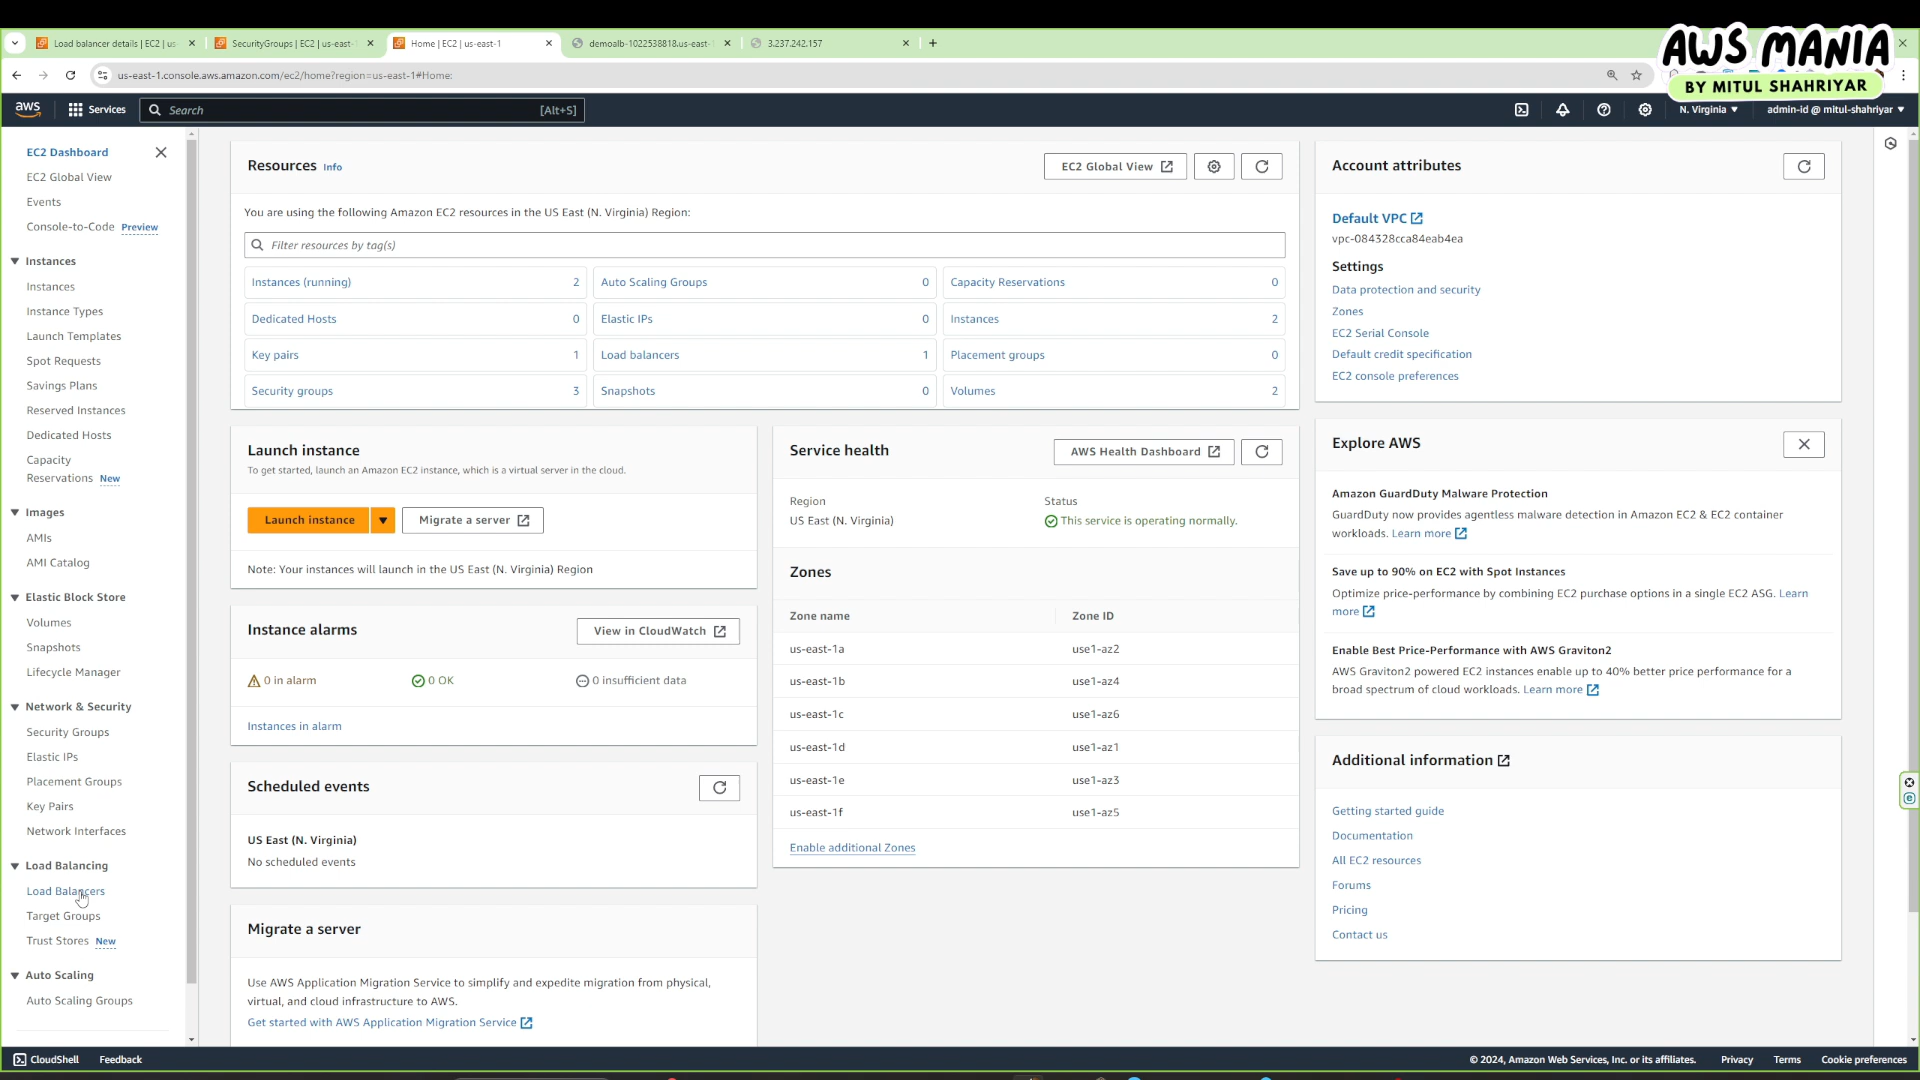 AWS MANIA
BY MITUL SHAHRIYAR
Load balancer details | EC2 | us-
SecurityGroups | EC2 | us-east-
Home | EC2 | us-east-1
demoalb-1022538818.us-east-
3.237.242.157
us-east-1.console.aws.amazon.com/ec2/home?region=us-east-1#Home:
aws
Services
Search
[Alt+S]
N. Virginia
admin-id @ mitul-shahriyar
EC2 Dashboard
EC2 Global View
Events
Console-to-Code Preview
Instances
Instances
Instance Types
Launch Templates
Spot Requests
Savings Plans
Reserved Instances
Dedicated Hosts
Capacity
Reservations New
Images
AMIs
AMI Catalog
Elastic Block Store
Volumes
Snapshots
Lifecycle Manager
Network & Security
Security Groups
Elastic IPs
Placement Groups
Key Pairs
Network Interfaces
Load Balancing
Load Balancers
Target Groups
Trust Stores New
Auto Scaling
Auto Scaling Groups
Resources Info
EC2 Global View
You are using the following Amazon EC2 resources in the US East (N. Virginia) Region:
Filter resources by tag(s)
Instances (running) 2
Auto Scaling Groups 0
Capacity Reservations 0
Dedicated Hosts 0
Elastic IPs 0
Instances 2
Key pairs 1
Load balancers 1
Placement groups 0
Security groups 3
Snapshots 0
Volumes 2
Launch instance
To get started, launch an Amazon EC2 instance, which is a virtual server in the cloud.
Launch instance
Migrate a server
Note: Your instances will launch in the US East (N. Virginia) Region
Instance alarms
View in CloudWatch
0 in alarm
0 OK
0 insufficient data
Instances in alarm
Scheduled events
US East (N. Virginia)
No scheduled events
Migrate a server
Use AWS Application Migration Service to simplify and expedite migration from physical,
virtual, and cloud infrastructure to AWS.
Get started with AWS Application Migration Service
Service health
AWS Health Dashboard
Region
Status
US East (N. Virginia)
This service is operating normally.
Zones
Zone name
Zone ID
us-east-1a
use1-az2
us-east-1b
use1-az4
us-east-1c
use1-az6
us-east-1d
use1-az1
us-east-1e
use1-az3
us-east-1f
use1-az5
Enable additional Zones
Account attributes
Default VPC
vpc-084328cca84eab4ea
Settings
Data protection and security
Zones
EC2 Serial Console
Default credit specification
EC2 console preferences
Explore AWS
Amazon GuardDuty Malware Protection
GuardDuty now provides agentless malware detection in Amazon EC2 & EC2 container
workloads. Learn more
Save up to 90% on EC2 with Spot Instances
Optimize price-performance by combining EC2 purchase options in a single EC2 ASG. Learn
more
Enable Best Price-Performance with AWS Graviton2
AWS Graviton2 powered EC2 instances enable up to 40% better price performance for a
broad spectrum of cloud workloads. Learn more
Additional information
Getting started guide
Documentation
All EC2 resources
Forums
Pricing
Contact us
CloudShell
Feedback
© 2024, Amazon Web Services, Inc. or its affiliates.
Privacy
Terms
Cookie preferences